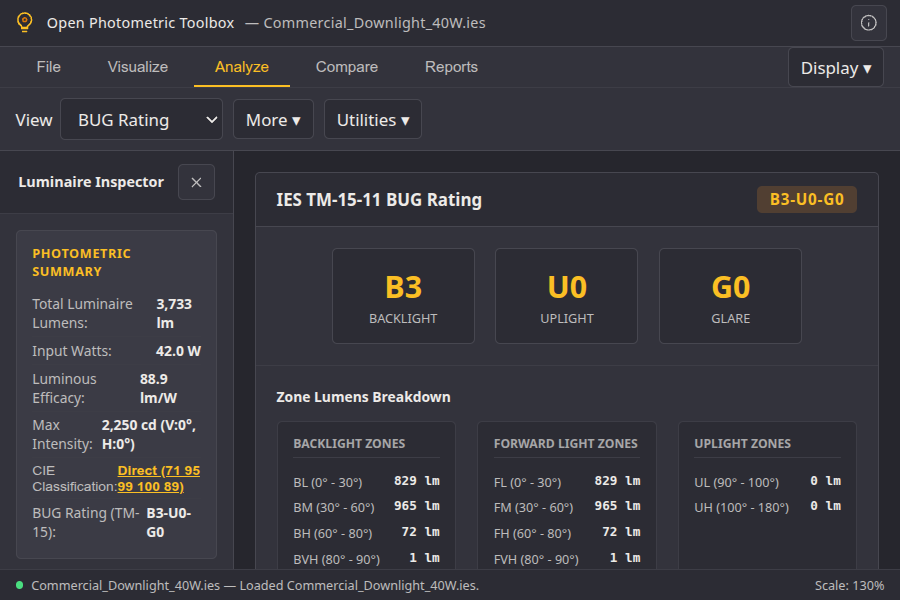 Open Photometric Toolbox — Commercial_Downlight_40W.ies
File Visualize Analyze Compare Reports Display ▾
View BUG Rating More ▾ Utilities ▾
Luminaire Inspector
PHOTOMETRIC
SUMMARY
Total Luminaire 3,733
Lumens: lm
Input Watts: 42.0 W
Luminous 88.9
Efficacy: lm/W
Max 2,250 cd (V:0°,
Intensity: H:0°)
CIE Direct (71 95
Classification: 99 100 89)
BUG Rating (TM- B3-U0-
15): G0
IES TM-15-11 BUG Rating B3-U0-G0
B3 U0 G0
BACKLIGHT UPLIGHT GLARE
Zone Lumens Breakdown
BACKLIGHT ZONES FORWARD LIGHT ZONES UPLIGHT ZONES
BL (0° - 30°) 829 lm FL (0° - 30°) 829 lm UL (90° - 100°) 0 lm
BM (30° - 60°) 965 lm FM (30° - 60°) 965 lm UH (100° - 180°) 0 lm
BH (60° - 80°) 72 lm FH (60° - 80°) 72 lm
BVH (80° - 90°) 1 lm FVH (80° - 90°) 1 lm
Commercial_Downlight_40W.ies — Loaded Commercial_Downlight_40W.ies. Scale: 130%